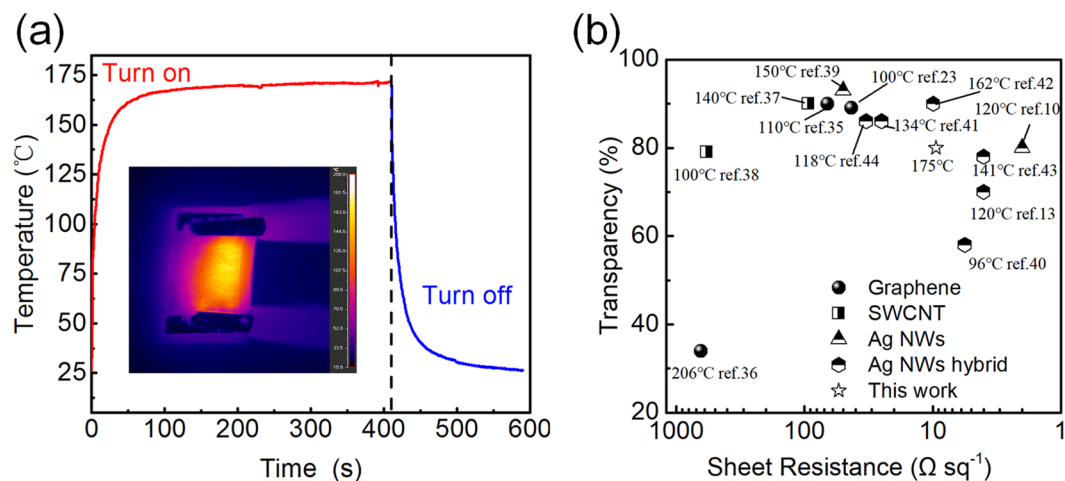 (a)
175
150
125
100
75
50
25
Temperature (℃)
Turn on
Turn off
℃
200.0
0
100
200
300
400
500
600
Time (s)
(b)
100
80
60
40
20
Transparency (%)
150℃ ref.39
100℃ ref.23
162℃ ref.42
140℃ ref.37
120℃ ref.10
110℃ ref.35
134℃ ref.41
118℃ ref.44
175℃
141℃ ref.43
100℃ ref.38
120℃ ref.13
96℃ ref.40
206℃ ref.36
Graphene
SWCNT
Ag NWs
Ag NWs hybrid
This work
1000
100
10
1
Sheet Resistance (Ω sq⁻¹)